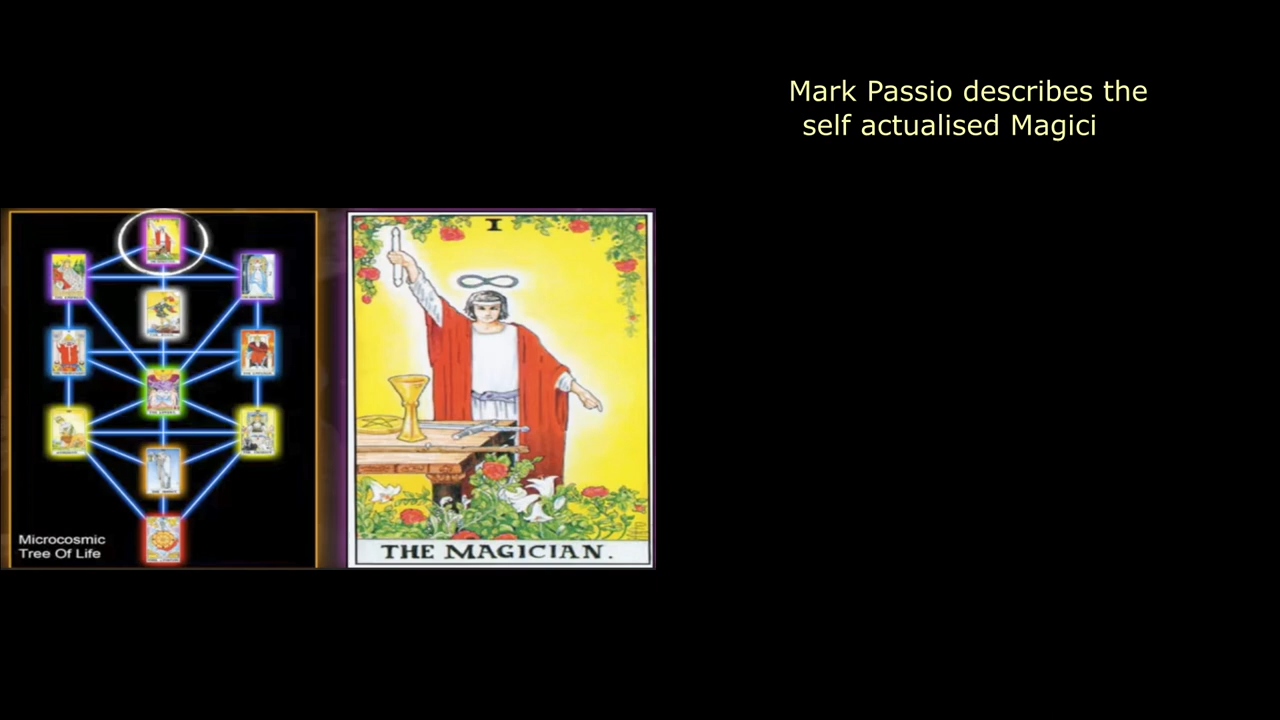 Mark Passio describes the
self actualised Magici
I
Microcosmic
Tree Of Life
THE MAGICIAN.